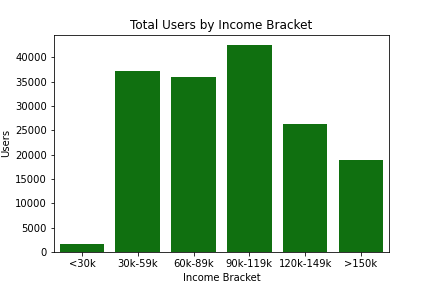 Total Users by Income Bracket
40000
35000
30000
25000
20000
15000
10000
5000
0
Users
<30k 30k-59k 60k-89k 90k-119k 120k-149k >150k
Income Bracket